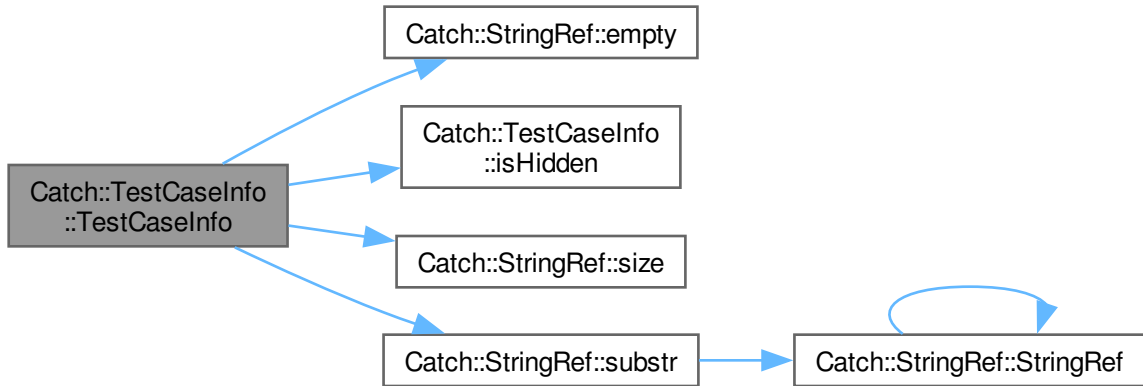 Catch::StringRef::empty
Catch::TestCaseInfo
::isHidden
Catch::TestCaseInfo
::TestCaseInfo
Catch::StringRef::size
Catch::StringRef::substr
Catch::StringRef::StringRef